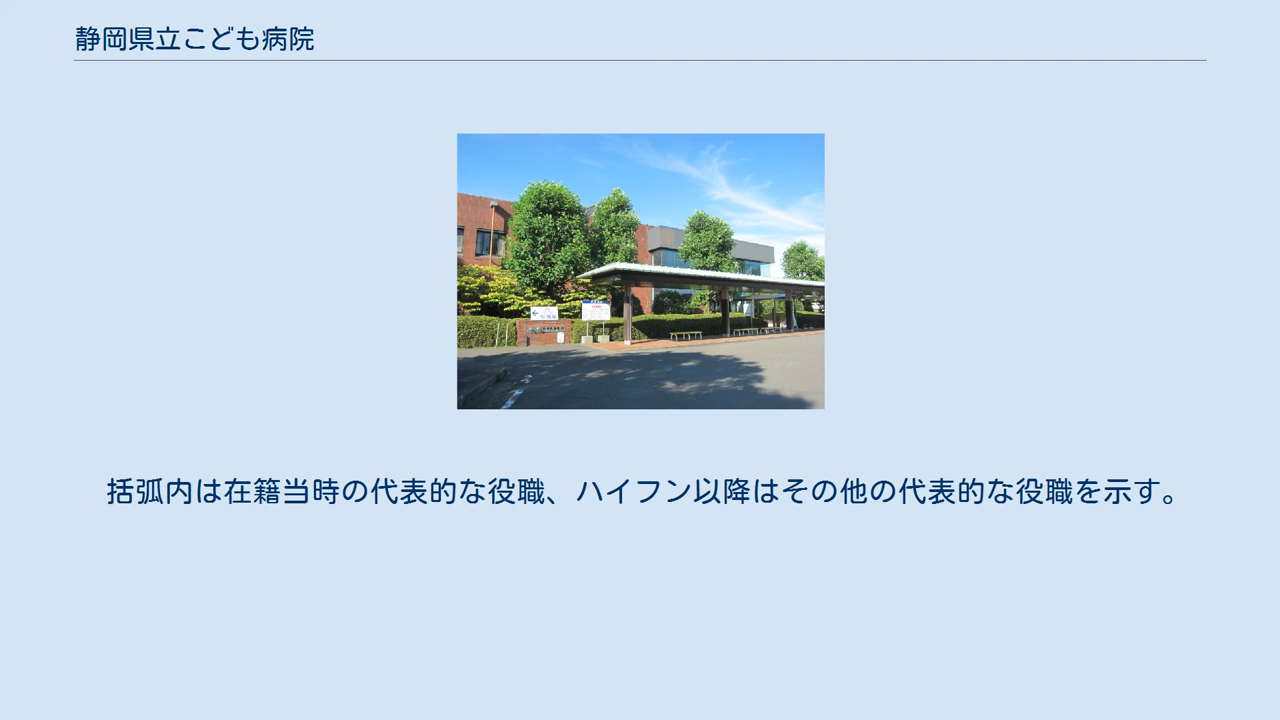 静岡県立こども病院
括弧内は在籍当時の代表的な役職、ハイフン以降はその他の代表的な役職を示す。